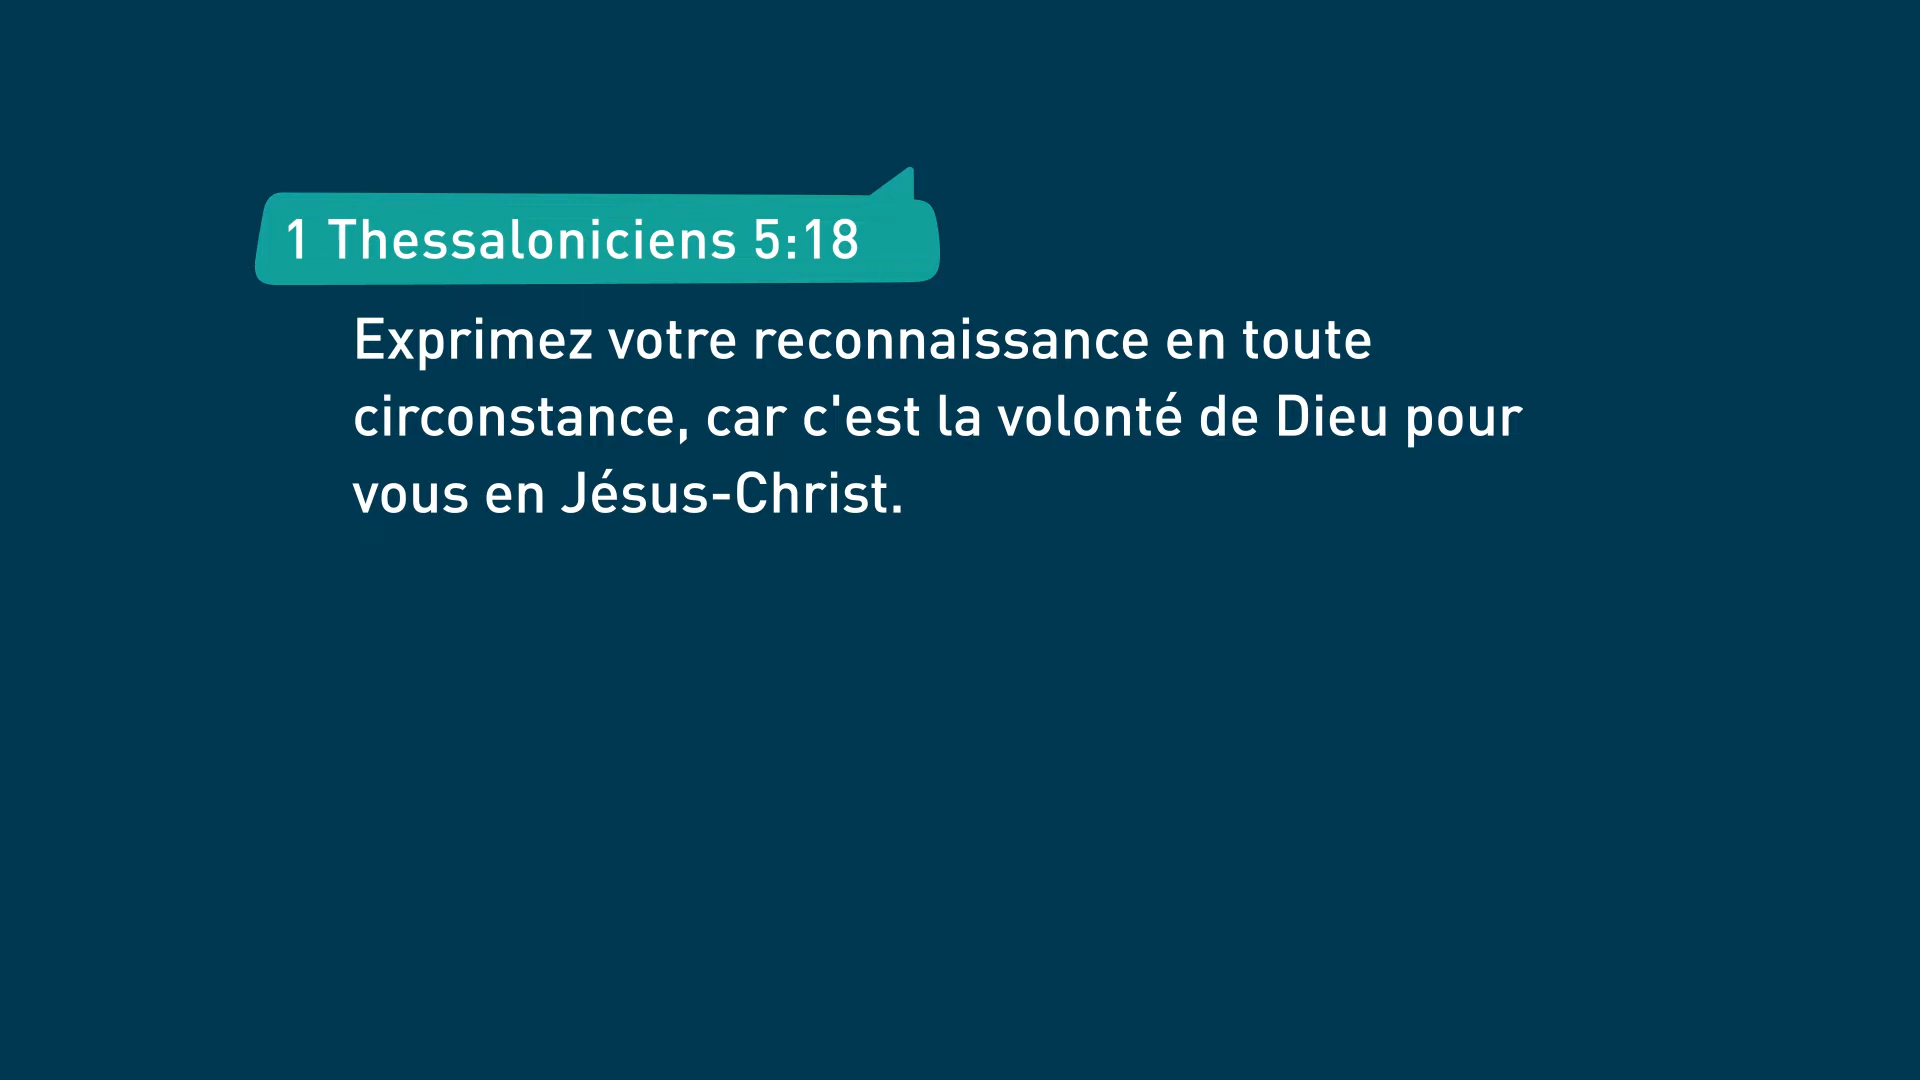 1 Thessaloniciens 5:18
Exprimez votre reconnaissance en toute
circonstance, car c'est la volonté de Dieu pour
vous en Jésus-Christ.